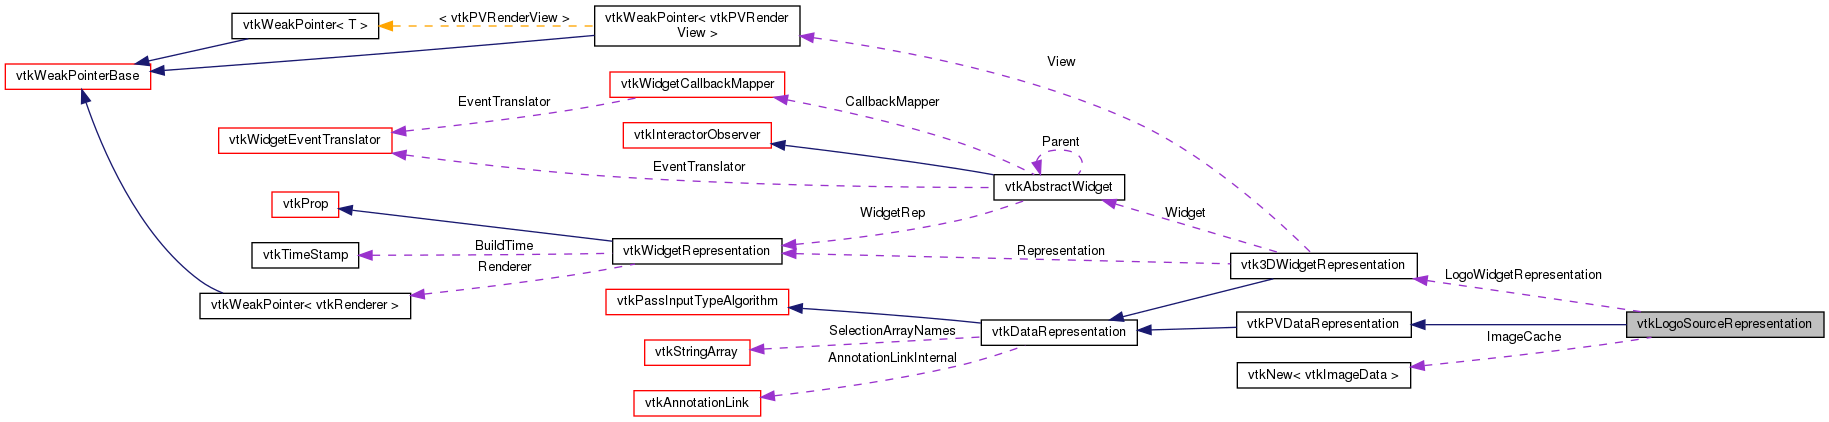 vtkWeakPointer< T >
< vtkPVRenderView >
vtkWeakPointer< vtkPVRender
View >
vtkWeakPointerBase
View
vtkWidgetCallbackMapper
EventTranslator
CallbackMapper
vtkWidgetEventTranslator
vtkInteractorObserver
Parent
EventTranslator
vtkAbstractWidget
vtkProp
WidgetRep
Widget
vtkTimeStamp
BuildTime
vtkWidgetRepresentation
Representation
vtk3DWidgetRepresentation
Renderer
LogoWidgetRepresentation
vtkWeakPointer< vtkRenderer >
vtkPassInputTypeAlgorithm
SelectionArrayNames
vtkDataRepresentation
vtkPVDataRepresentation
vtkLogoSourceRepresentation
ImageCache
vtkStringArray
AnnotationLinkInternal
vtkNew< vtkImageData >
vtkAnnotationLink